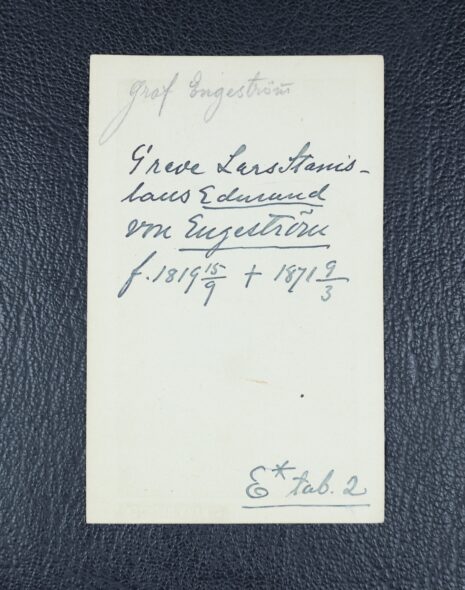 Graf Engeström
Greve Lars Stanis-
laus Edmund
von Engeström
f. 1819 15/9 + 1871 9/3
E* tab. 2